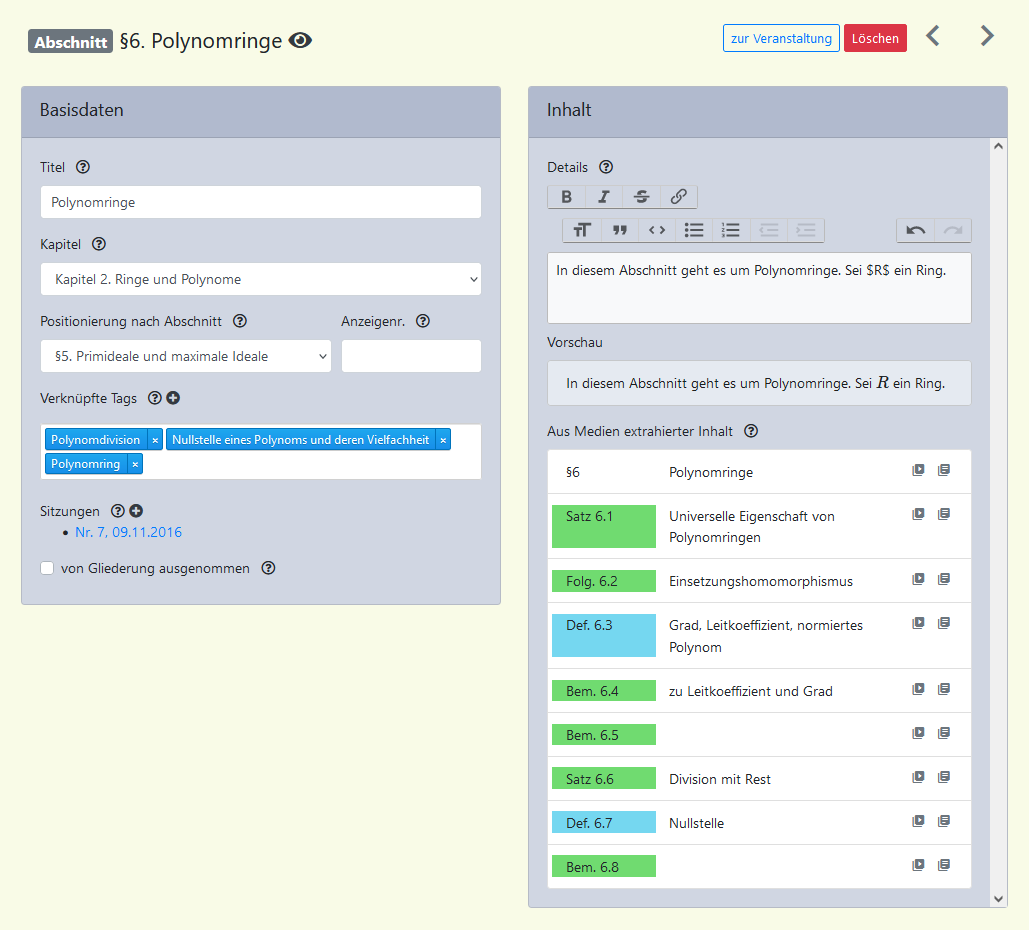 Abschnitt §6. Polynomringe
zur Veranstaltung Löschen
Basisdaten
Titel
Polynomringe
Kapitel
Kapitel 2. Ringe und Polynome
Positionierung nach Abschnitt Anzeigenr.
§5. Primideale und maximale Ideale
Verknüpfte Tags
Polynomdivision × Nullstelle eines Polynoms und deren Vielfachheit ×
Polynomring ×
Sitzungen
• Nr. 7, 09.11.2016
von Gliederung ausgenommen
Inhalt
Details
In diesem Abschnitt geht es um Polynomringe. Sei $R$ ein Ring.
Vorschau
In diesem Abschnitt geht es um Polynomringe. Sei R ein Ring.
Aus Medien extrahierter Inhalt
§6 Polynomringe
Satz 6.1 Universelle Eigenschaft von
Polynomringen
Folg. 6.2 Einsetzungshomomorphismus
Def. 6.3 Grad, Leitkoeffizient, normiertes
Polynom
Bem. 6.4 zu Leitkoeffizient und Grad
Bem. 6.5
Satz 6.6 Division mit Rest
Def. 6.7 Nullstelle
Bem. 6.8